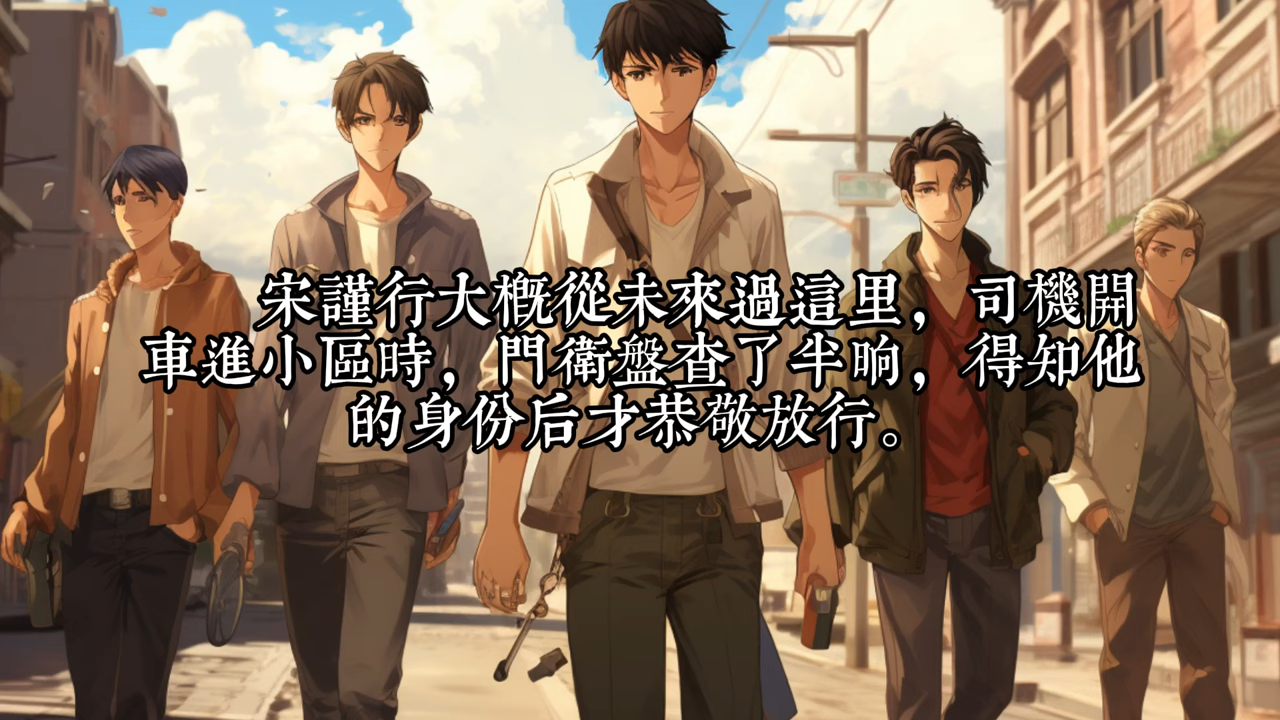 宋謹行大概從未來過這里，司機開
車進小區時，門衛盤查了半晌，得知他
的身份后才恭敬放行。